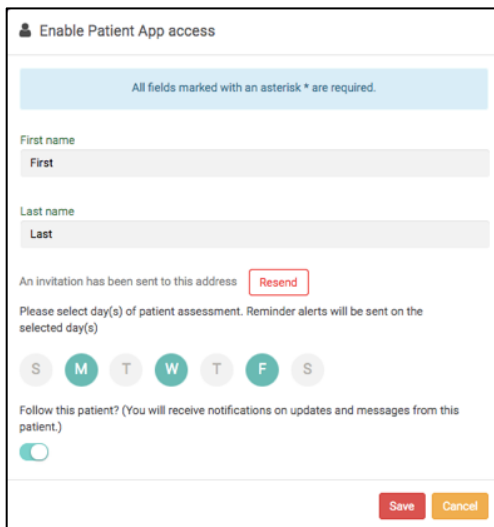 Enable Patient App access
All fields marked with an asterisk * are required.
First name
First
Last name
Last
An invitation has been sent to this address Resend
Please select day(s) of patient assessment. Reminder alerts will be sent on the
selected day(s)
S M T W T F S
Follow this patient? (You will receive notifications on updates and messages from this
patient.)
Save Cancel